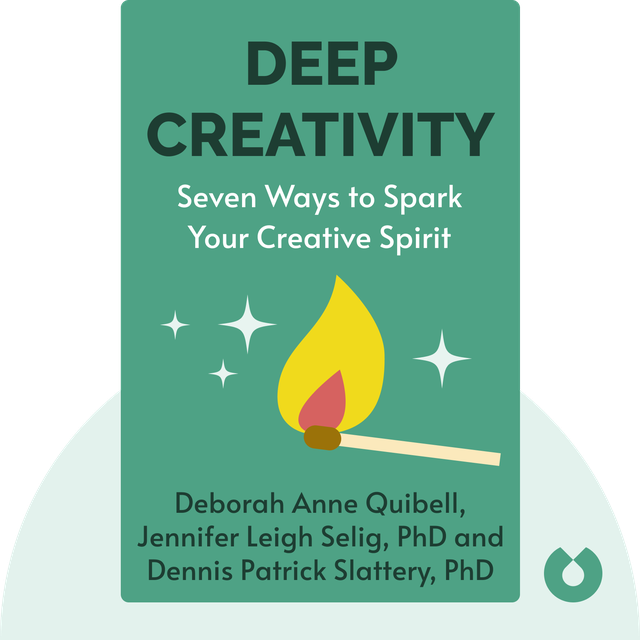 DEEP
CREATIVITY
Seven Ways to Spark
Your Creative Spirit
Deborah Anne Quibell,
Jennifer Leigh Selig, PhD and
Dennis Patrick Slattery, PhD